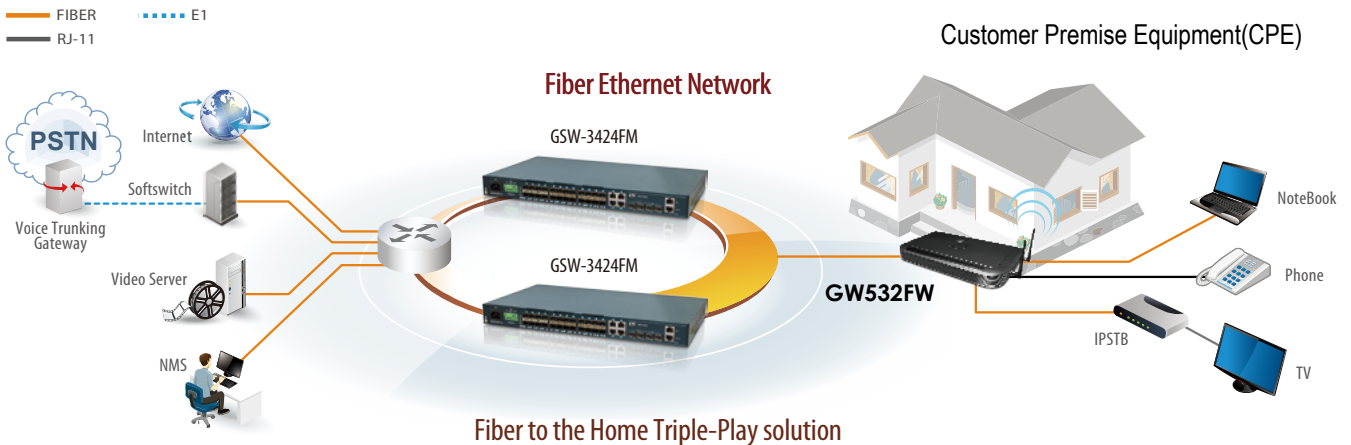 FIBER
E1
RJ-11
Customer Premise Equipment(CPE)
Fiber Ethernet Network
PSTN
Internet
GSW-3424FM
Softswitch
Voice Trunking
Gateway
NoteBook
GSW-3424FM
Video Server
Phone
GW532FW
IPSTB
NMS
TV
Fiber to the Home Triple-Play solution